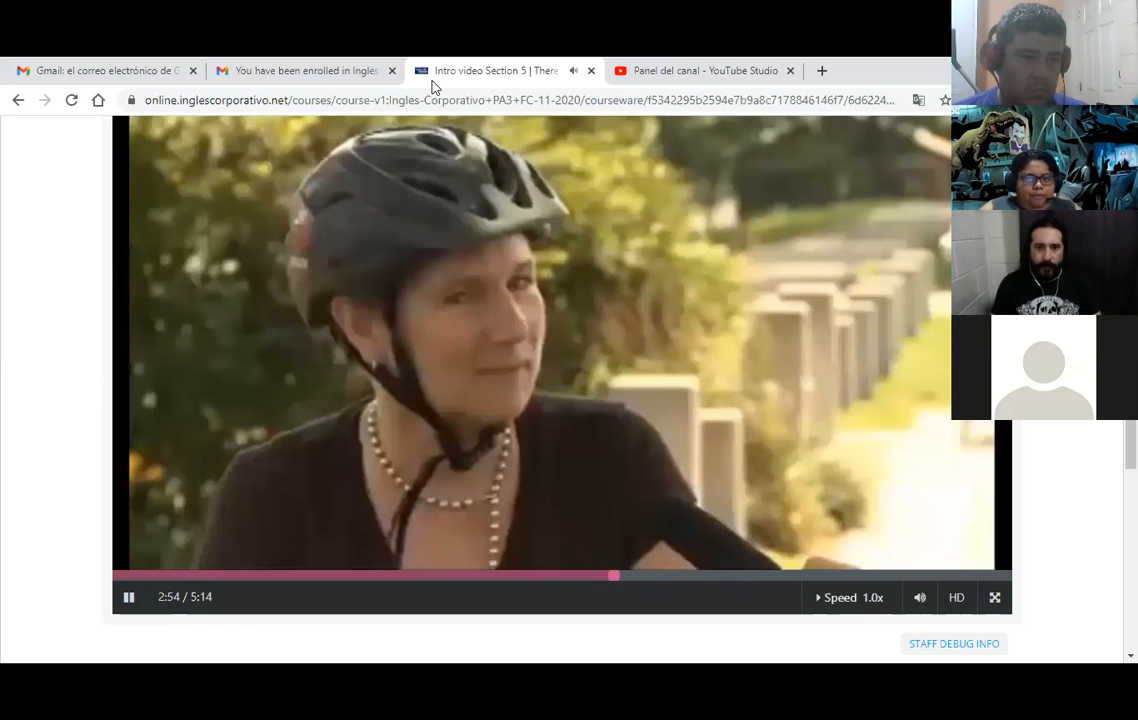 Gmail: el correo electrónico de G
You have been enrolled in Inglés
Intro video Section 5 | There
Panel del canal - YouTube Studio
online.inglescorporativo.net/courses/course-v1:Ingles-Corporativo+PA3+FC-11-2020/courseware/f5342295b2594e7b9a8c7178846146f7/6d6224...
2:54 / 5:14
Speed 1.0x
HD
STAFF DEBUG INFO